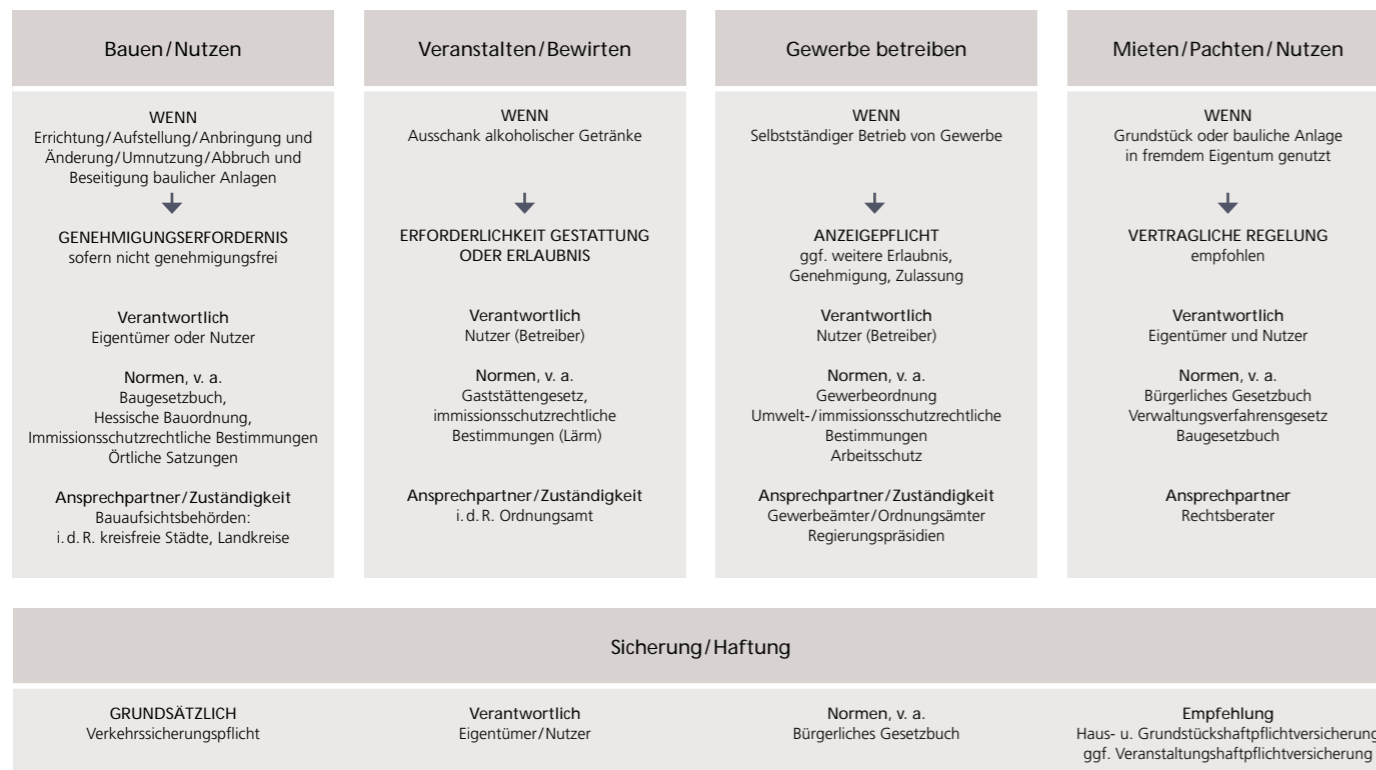 Bauen/Nutzen
WENN
Errichtung/Aufstellung/Anbringung und
Änderung/Umnutzung/Abbruch und
Beseitigung baulicher Anlagen
GENEHMIGUNGSERFORDERNIS
sofern nicht genehmigungsfrei
Verantwortlich
Eigentümer oder Nutzer
Normen, v. a.
Baugesetzbuch,
Hessische Bauordnung,
Immissionsschutzrechtliche Bestimmungen
Örtliche Satzungen
Ansprechpartner/Zuständigkeit
Bauaufsichtsbehörden:
i. d. R. kreisfreie Städte, Landkreise
Veranstalten/Bewirten
WENN
Ausschank alkoholischer Getränke
ERFORDERLICHKEIT GESTATTUNG
ODER ERLAUBNIS
Verantwortlich
Nutzer (Betreiber)
Normen, v. a.
Gaststättengesetz,
immissionsschutzrechtliche
Bestimmungen (Lärm)
Ansprechpartner/Zuständigkeit
i. d. R. Ordnungsamt
Gewerbe betreiben
WENN
Selbstständiger Betrieb von Gewerbe
ANZEIGEPFLICHT
ggf. weitere Erlaubnis,
Genehmigung, Zulassung
Verantwortlich
Nutzer (Betreiber)
Normen, v. a.
Gewerbeordnung
Umwelt-/immissionsschutzrechtliche
Bestimmungen
Arbeitsschutz
Ansprechpartner/Zuständigkeit
Gewerbeämter/Ordnungsämter
Regierungspräsidien
Mieten/Pachten/Nutzen
WENN
Grundstück oder bauliche Anlage
in fremdem Eigentum genutzt
VERTRAGLICHE REGELUNG
empfohlen
Verantwortlich
Eigentümer und Nutzer
Normen, v. a.
Bürgerliches Gesetzbuch
Verwaltungsverfahrensgesetz
Baugesetzbuch
Ansprechpartner
Rechtsberater
Sicherung/Haftung
GRUNDSÄTZLICH
Verkehrssicherungspflicht
Verantwortlich
Eigentümer/Nutzer
Normen, v. a.
Bürgerliches Gesetzbuch
Empfehlung
Haus- u. Grundstückshaftpflichtversicherung
ggf. Veranstaltungshaftpflichtversicherung